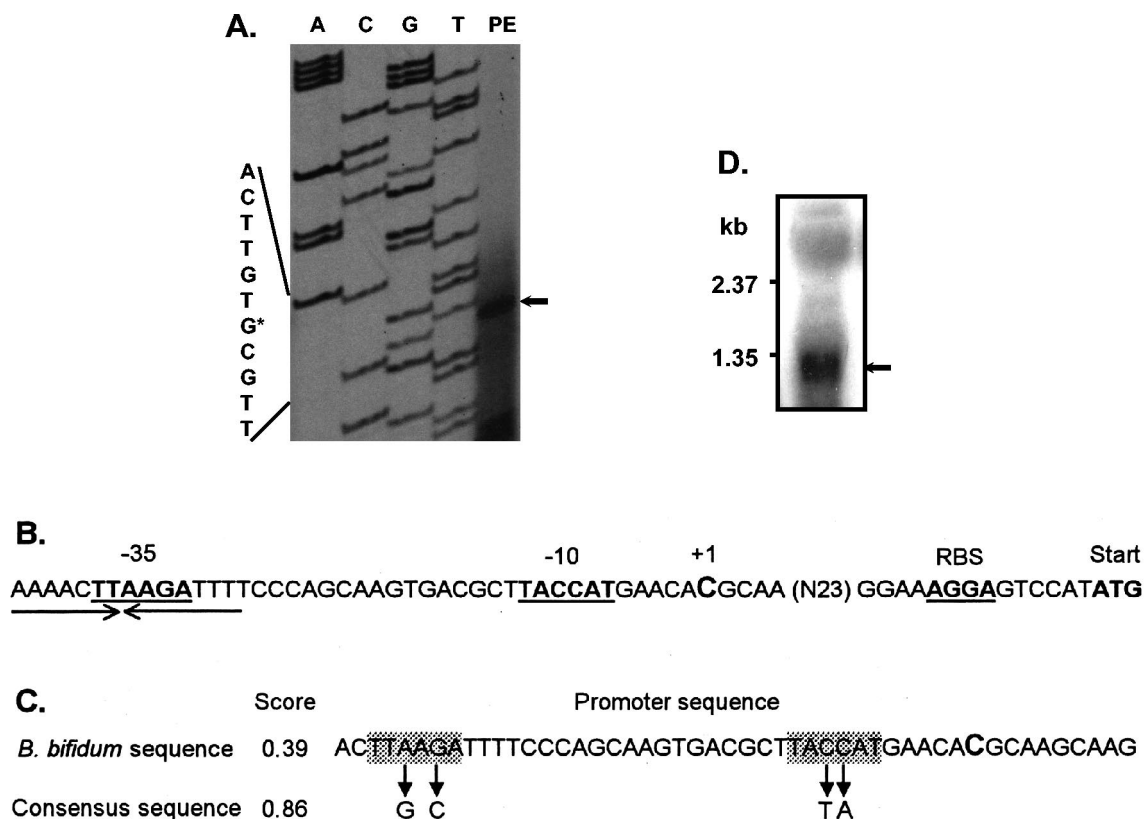 A.
A C G T PE
A
C
T
T
G
T
G*
C
G
T
T
D.
kb
2.37
1.35
B.
-35 -10 +1 RBS Start
AAAACTTAAGATTTTCCCAGCAAGTGACGCTTACCATGAACACGCAA (N23) GGAAAGGAGTCCATATG
C.
Score Promoter sequence
B. bifidum sequence 0.39 ACTTAAGATTTTCCCAGCAAGTGACGCTTACCATGAACACGCAAGCAAG
Consensus sequence 0.86 G C T A